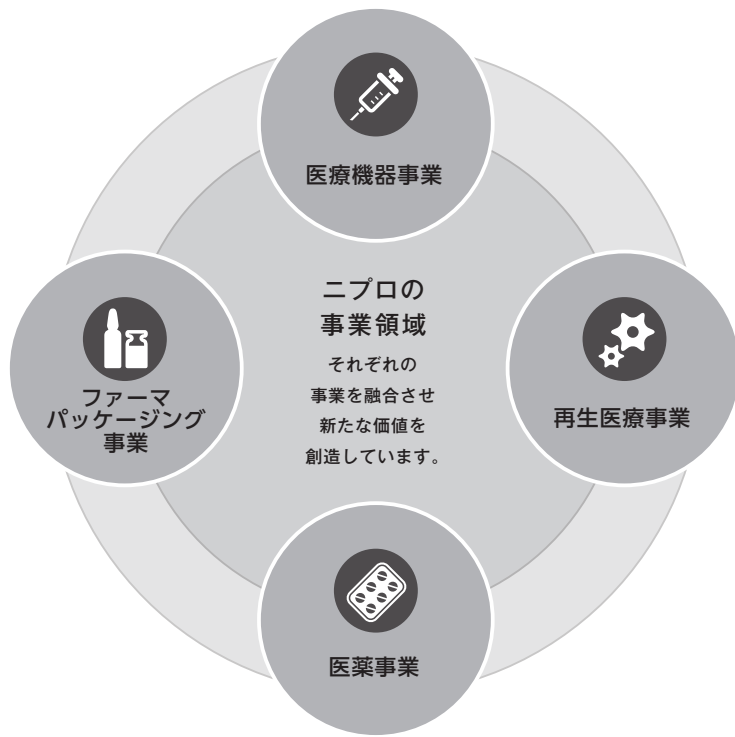 医療機器事業
ニプロの
事業領域
それぞれの
事業を融合させ
新たな価値を
創造しています。
ファーマ
パッケージング
事業
再生医療事業
医薬事業